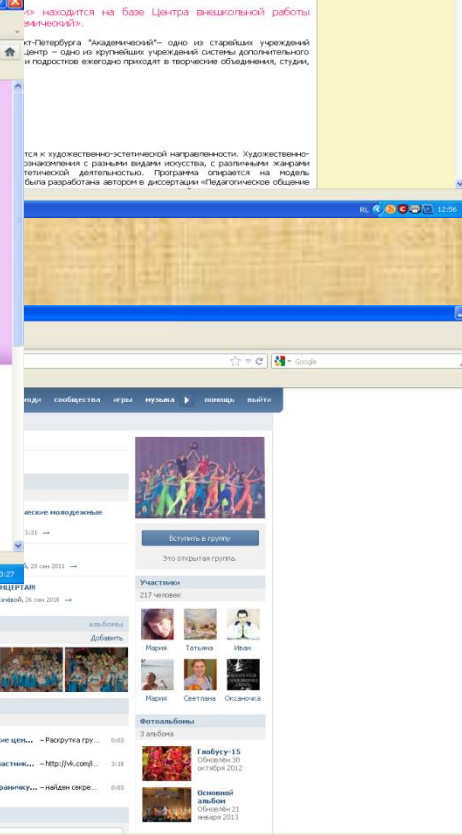 » находится на базе Центра внешкольной работы
емический».
кт-Петербурга "Академический"– одно из старейших учреждений
Центр – одно из крупнейших учреждений системы дополнительного
и подростков ежегодно приходят в творческие объединения, студии,
тся к художественно-эстетической направленности. Художественно-
ознакомления с разными видами искусства, с различными жанрами
тетической деятельностью. Программа опирается на модель
была разработана автором в диссертации «Педагогическое общение
RL 12:56
Google
юди сообщества игры музыка помощь выйти
Вступить в группу
Это открытая группа.
ческие молодежные
3:31 →
Участники
217 человек
, 20 сен 2011 →
0:27
НЦЕРТА!!!
ачёвой, 26 сен 2010 →
альбомы
Добавить
Мария Татьяна Иван
Мария Светлана Оксаночка
Фотоальбомы
3 альбома
ие цен... – Раскрутка гру... 0:03
астник... – http://vk.com/i... 3:18
раничку... – найден секре... 0:03
Глобусу-15
Обновлён 30
октября 2012
Основной
альбом
Обновлён 21
января 2013